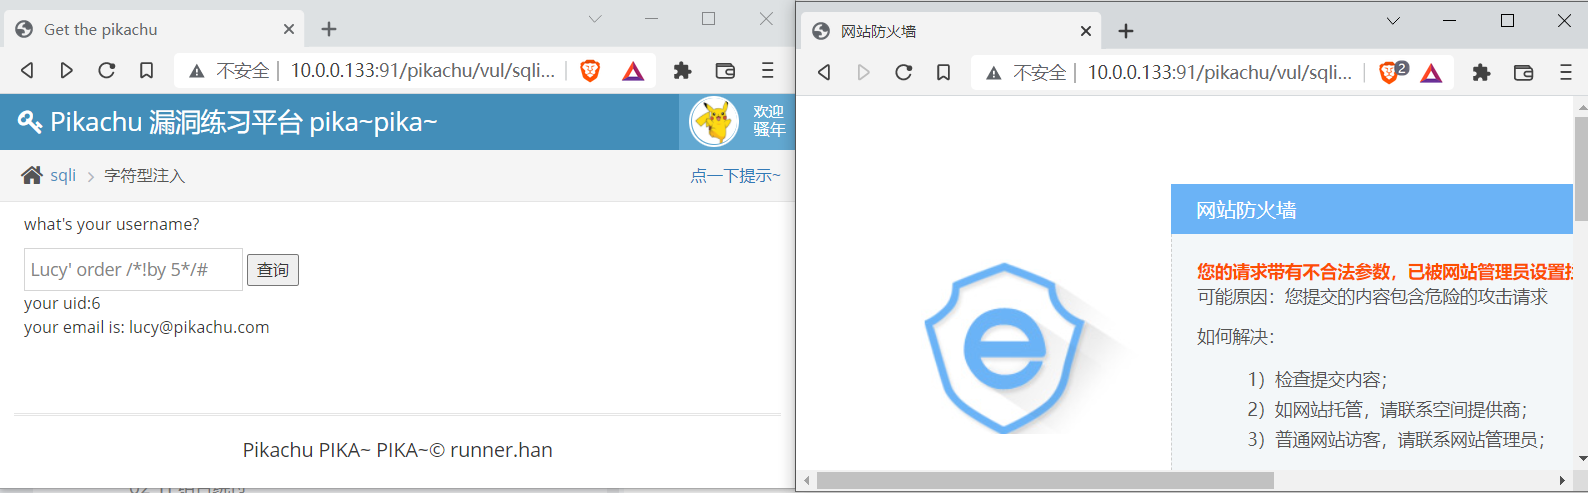 Get the pikachu
不安全 | 10.0.0.133:91/pikachu/vul/sqli...
Pikachu 漏洞练习平台 pika~pika~
欢迎
骚年
sqli > 字符型注入
点一下提示~
what's your username?
Lucy' order /*!by 5*/#
查询
your uid:6
your email is: lucy@pikachu.com
Pikachu PIKA~ PIKA~© runner.han
网站防火墙
不安全 | 10.0.0.133:91/pikachu/vul/sqli...
2
网站防火墙
您的请求带有不合法参数，已被网站管理员设置拦
可能原因：您提交的内容包含危险的攻击请求
如何解决：
1）检查提交内容；
2）如网站托管，请联系空间提供商；
3）普通网站访客，请联系网站管理员；